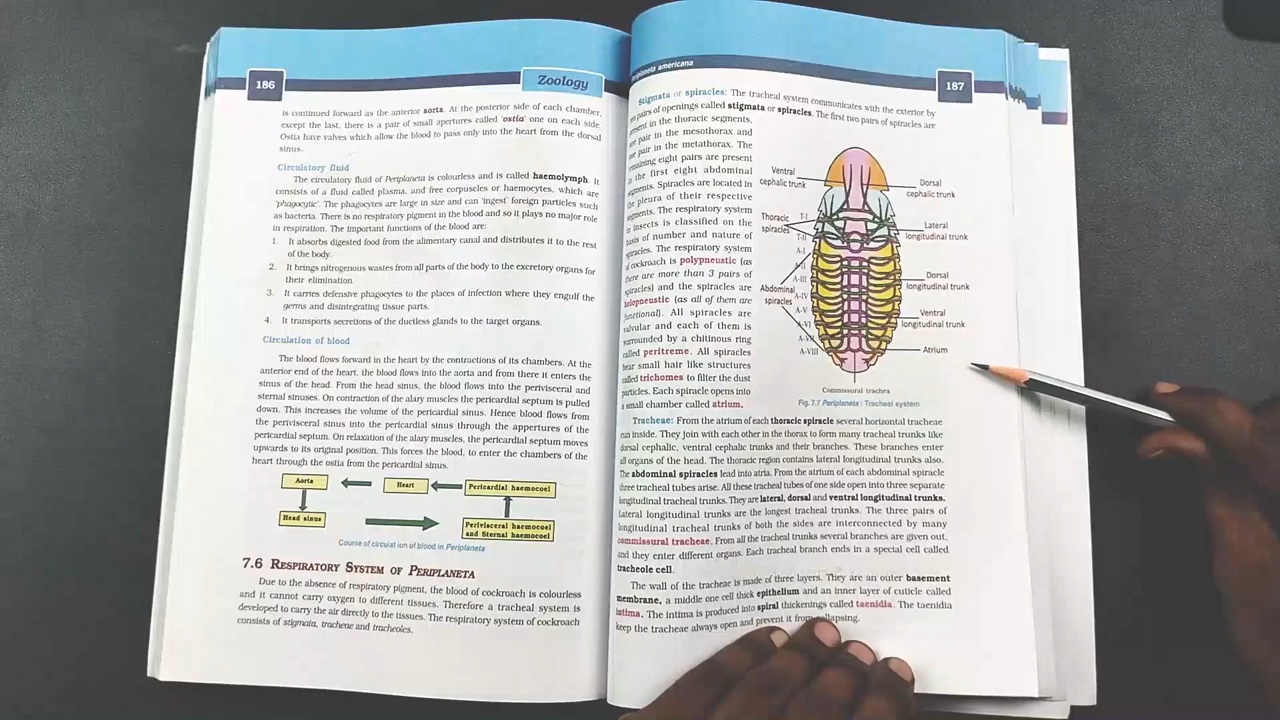 186
Zoology
is continued forward as the anterior aorta. At the posterior side of each chamber,
except the last, there is a pair of small apertures called 'ostia' one on each side.
Ostia have valves which allow the blood to pass only into the heart from the dorsal
sinus.
Circulstory fluid
The circulatory fluid of Periplaneta is colourless and is called haemolymph. It
consists of a fluid called plasma, and free corpuscles or haemocytes, which are
'phagocytic'. The phagocytes are large in size and can 'ingest' foreign particles such
as bacteria. There is no respiratory pigment in the blood and so it plays no major role
in respiration. The important functions of the blood are:
1. It absorbs digested food from the alimentary canal and distributes it to the rest
of the body.
2. It brings nitrogenous wastes from all parts of the body to the excretory organs for
their elimination.
3. It carries defensive phagocytes to the places of infection where they engulf the
germs and disintegrating tissue parts.
4. It transports secretions of the ductless glands to the target organs.
Circulation of blood
The blood flows forward in the heart by the contractions of its chambers. At the
anterior end of the heart, the blood flows into the aorta and from there it enters the
sinus of the head. From the head sinus, the blood flows into the perivisceral and
sternal sinuses. On contraction of the alary muscles the pericardial septum is pulled
down. This increases the volume of the pericardial sinus. Hence blood flows from
the perivisceral sinus into the pericardial sinus through the appertures of the
pericardial septum. On relaxation of the alary muscles, the pericardial septum moves
upwards to its original position. This forces the blood, to enter the chambers of the
heart through the ostia from the pericardial sinus.
Aorta
Heart
Pericardial haemocoel
Head sinus
Perivisceral haemocoel
and Sternal haemocoel
Course of circulat ion of blood in Periplaneta
7.6 RESPIRATORY SYSTEM OF PERIPLANETA
Due to the absence of respiratory pigment, the blood of cockroach is colourless
and it cannot carry oxygen to different tissues. Therefore a tracheal system is
developed to carry the air directly to the tissues. The respiratory system of cockroach
consists of stigmata, tracheae and tracheoles.
Periplaneta americana
187
Stigmata or spiracles: The tracheal system communicates with the exterior by
pairs of openings called stigmata or spiracles. The first two pairs of spiracles are
in the thoracic segments,
pair in the mesothorax and
pair in the metathorax. The
remaining eight pairs are present
the first eight abdominal
segments. Spiracles are located in
the pleura of their respective
segments. The respiratory system
in insects is classified on the
basis of number and nature of
spiracles. The respiratory system
of cockroach is polypneustic (as
there are more than 3 pairs of
spiracles) and the spiracles are
holopneustic (as all of them are
functional). All spiracles are
valvular and each of them is
surrounded by a chitinous ring
called peritreme. All spiracles
bear small hair like structures
called trichomes to filter the dust
particles. Each spiracle opens into
a small chamber called atrium.
Ventral
cephalic trunk
Dorsal
cephalic trunk
Thoracic
spiracles
T-I
T-II
Lateral
longitudinal trunk
A-I
A-II
A-III
Dorsal
longitudinal trunk
Abdominal
spiracles
A-IV
A-V
A-VI
Ventral
longitudinal trunk
A-VII
A-VIII
Atrium
Commissural trachea
Fig. 7.7 Periplaneta : Tracheal system
Tracheae: From the atrium of each thoracic spiracle several horizontal tracheae
run inside. They join with each other in the thorax to form many tracheal trunks like
dorsal cephalic, ventral cephalic trunks and their branches. These branches enter
all organs of the head. The thoracic region contains lateral longitudinal trunks also.
The abdominal spiracles lead into atria. From the atrium of each abdominal spiracle
three tracheal tubes arise. All these tracheal tubes of one side open into three separate
longitudinal tracheal trunks. They are lateral, dorsal and ventral longitudinal trunks.
Lateral longitudinal trunks are the longest tracheal trunks. The three pairs of
longitudinal tracheal trunks of both the sides are interconnected by many
commissural tracheae. From all the tracheal trunks several branches are given out,
and they enter different organs. Each tracheal branch ends in a special cell called
tracheole cell.
The wall of the tracheae is made of three layers. They are an outer basement
membrane, a middle one cell thick epithelium and an inner layer of cuticle called
intima. The intima is produced into spiral thickenings called taenidia. The taenidia
keep the tracheae always open and prevent it from collapsing.